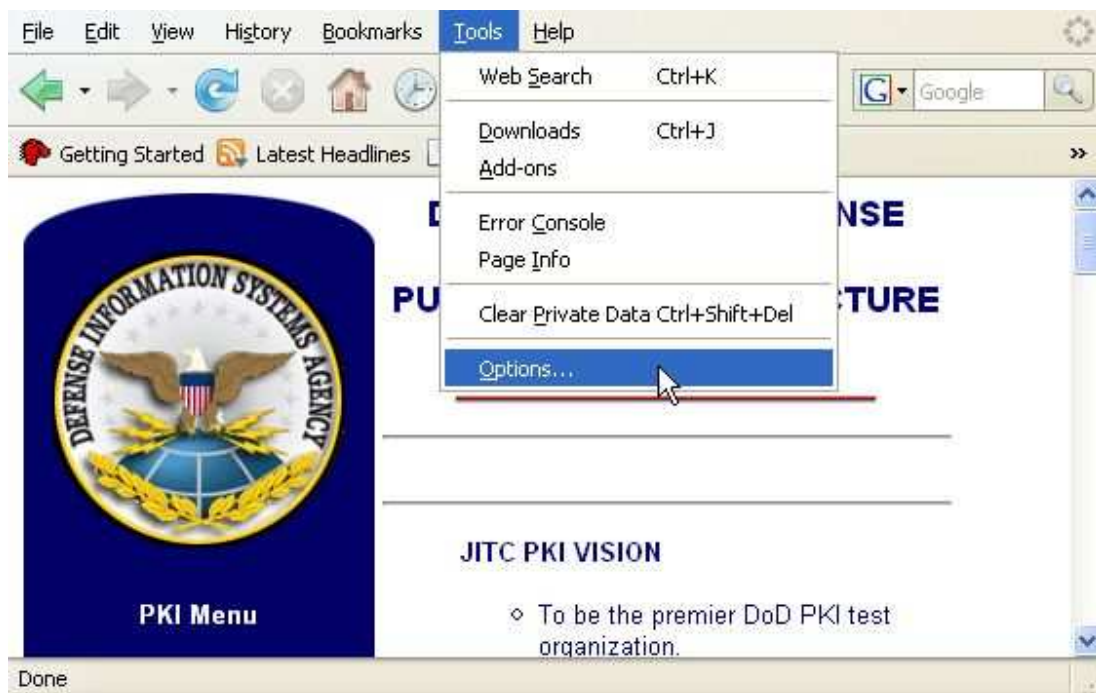 File Edit View History Bookmarks Tools Help
Web Search Ctrl+K
G Google
Downloads Ctrl+J
Getting Started Latest Headlines »
Add-ons
Error Console
Page Info
Clear Private Data Ctrl+Shift+Del
Options...
NSE
PU CTURE
DEFENSE INFORMATION SYSTEMS AGENCY
JITC PKI VISION
PKI Menu
To be the premier DoD PKI test
organization.
Done